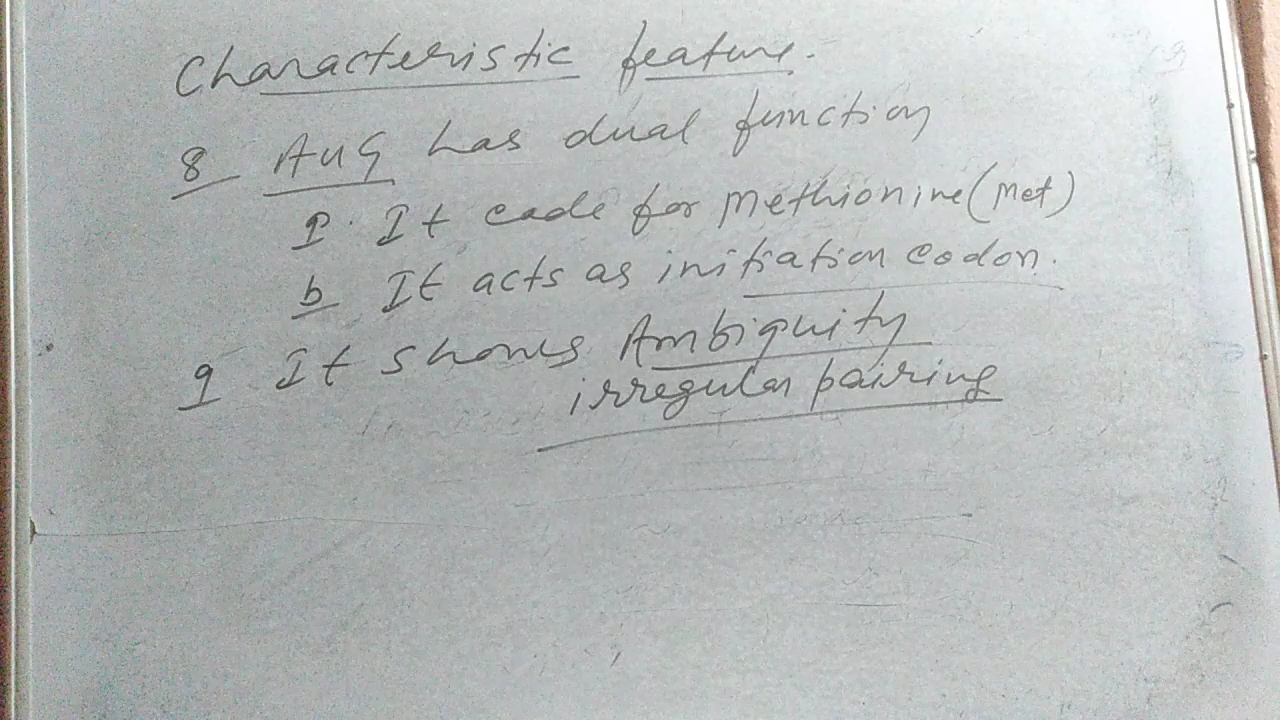 Characteristic feature.
8 AUG has dual function
a. It code for Methionine (Met)
b It acts as initiation codon.
9 It shows Ambiguity
irregular pairing